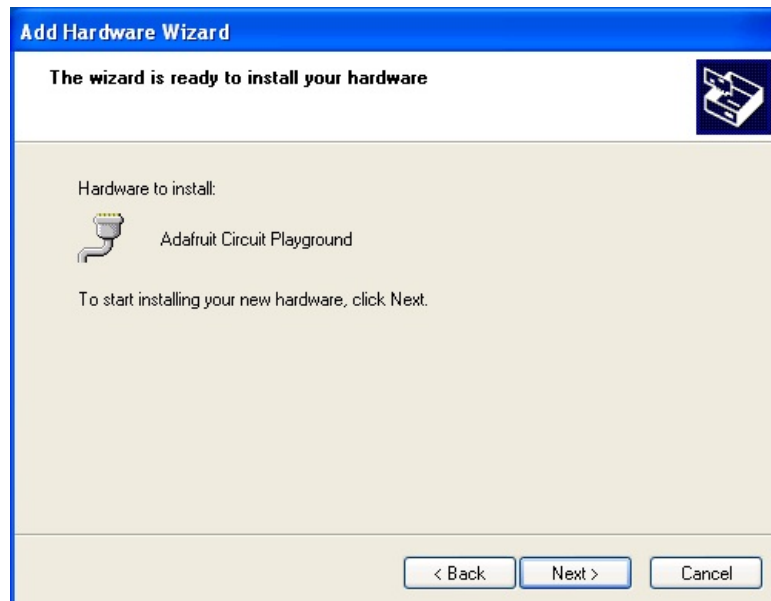 Add Hardware Wizard
The wizard is ready to install your hardware
Hardware to install:
Adafruit Circuit Playground
To start installing your new hardware, click Next.
< Back Next > Cancel